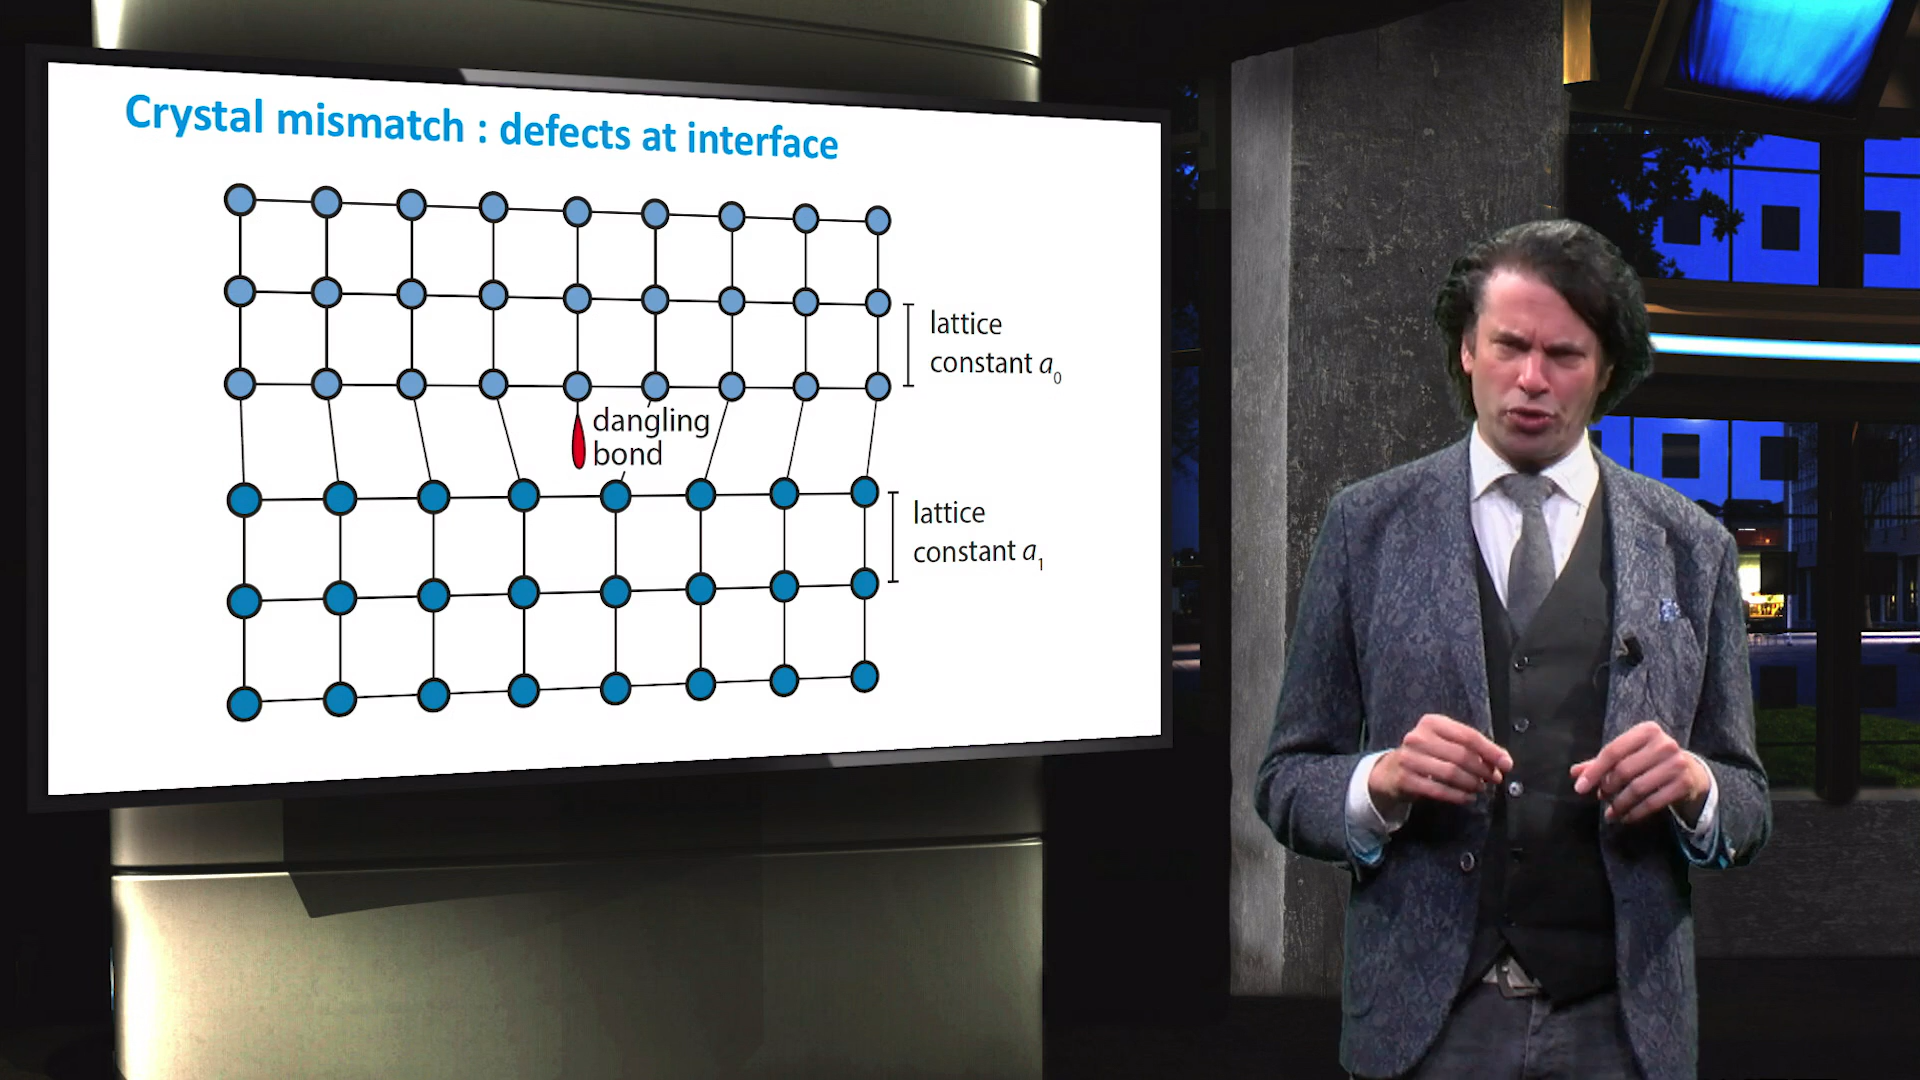 Crystal mismatch : defects at interface
lattice
constant a₀
dangling
bond
lattice
constant a₁